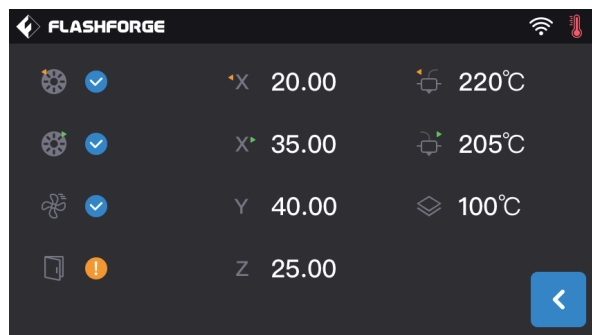 FLASHFORGE
X 20.00 220℃
X 35.00 205℃
Y 40.00 100℃
! Z 25.00